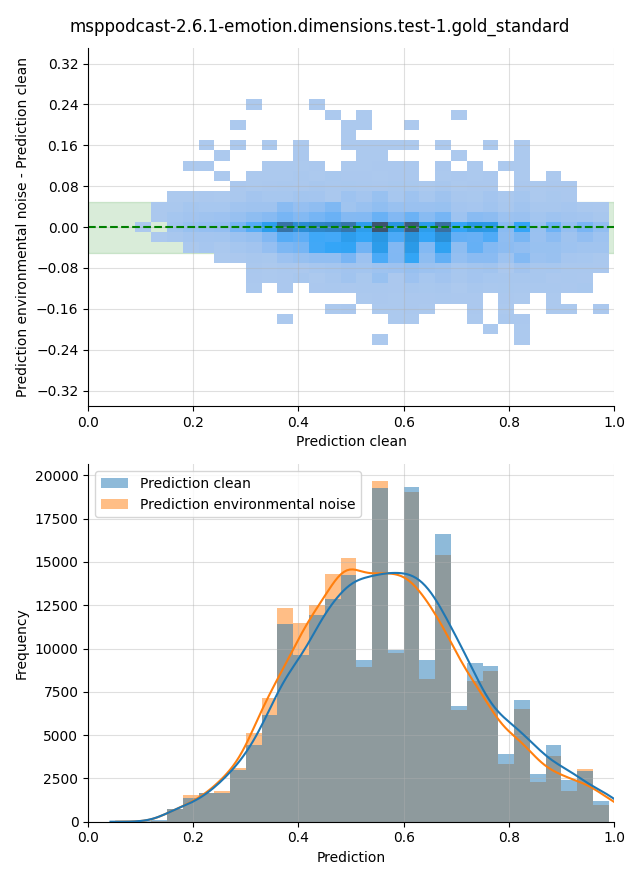 msppodcast-2.6.1-emotion.dimensions.test-1.gold_standard
Prediction environmental noise - Prediction clean
0.32
0.24
0.16
0.08
0.00
−0.08
−0.16
−0.24
−0.32
0.0 0.2 0.4 0.6 0.8 1.0
Prediction clean
Prediction clean
Prediction environmental noise
Frequency
20000
17500
15000
12500
10000
7500
5000
2500
0
0.0 0.2 0.4 0.6 0.8 1.0
Prediction